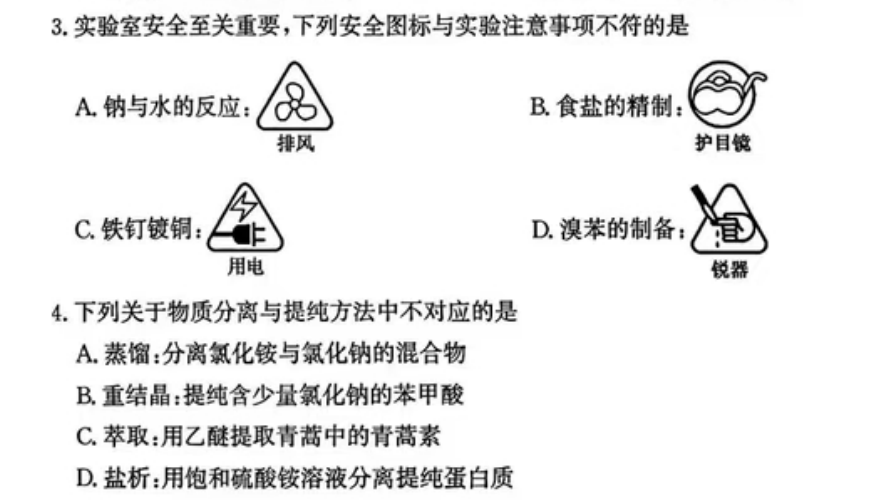 3. 实验室安全至关重要,下列安全图标与实验注意事项不符的是
A. 钠与水的反应: 排风
B. 食盐的精制: 护目镜
C. 铁钉镀铜: 用电
D. 溴苯的制备: 锐器
4. 下列关于物质分离与提纯方法中不对应的是
A. 蒸馏:分离氯化铵与氯化钠的混合物
B. 重结晶:提纯含少量氯化钠的苯甲酸
C. 萃取:用乙醚提取青蒿中的青蒿素
D. 盐析:用饱和硫酸铵溶液分离提纯蛋白质